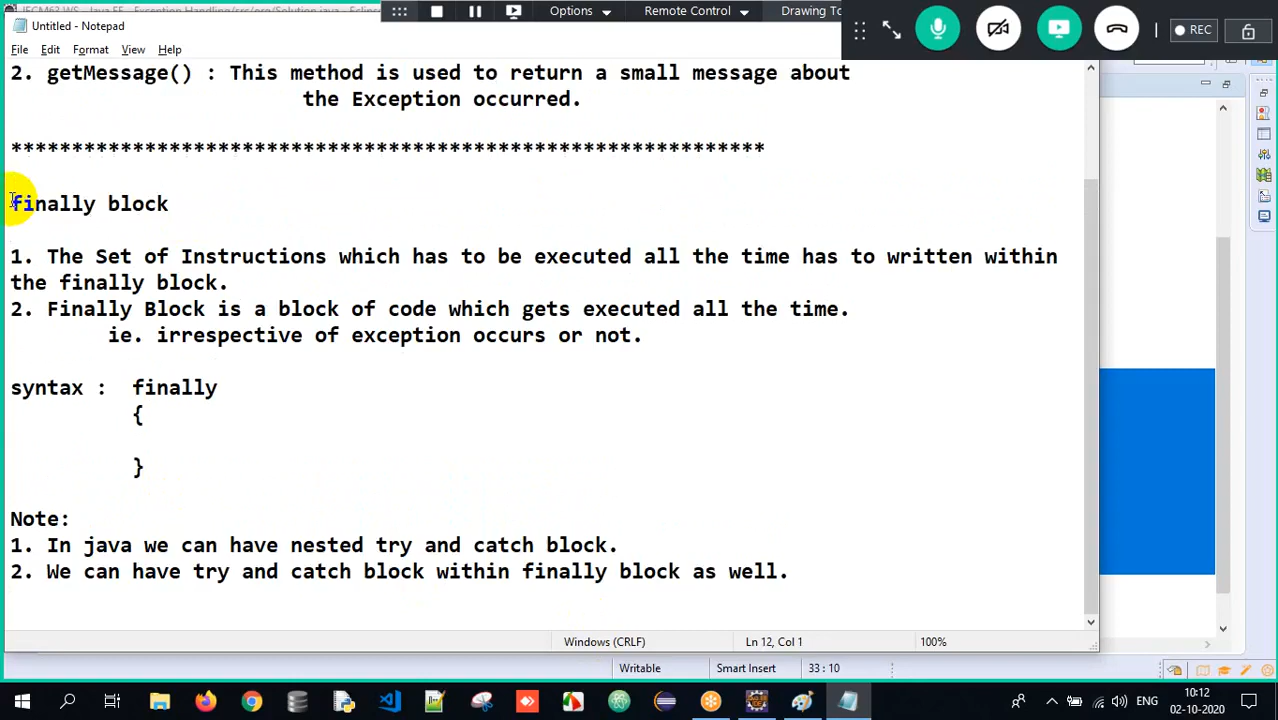 Untitled - Notepad
Options
Remote Control
Drawing To
REC
File Edit Format View Help
2. getMessage() : This method is used to return a small message about
the Exception occurred.
**************************************************************
finally block
1. The Set of Instructions which has to be executed all the time has to written within
the finally block.
2. Finally Block is a block of code which gets executed all the time.
ie. irrespective of exception occurs or not.
syntax : finally
{
}
Note:
1. In java we can have nested try and catch block.
2. We can have try and catch block within finally block as well.
Windows (CRLF) Ln 12, Col 1 100%
Writable Smart Insert 33 : 10
ENG
10:12
02-10-2020